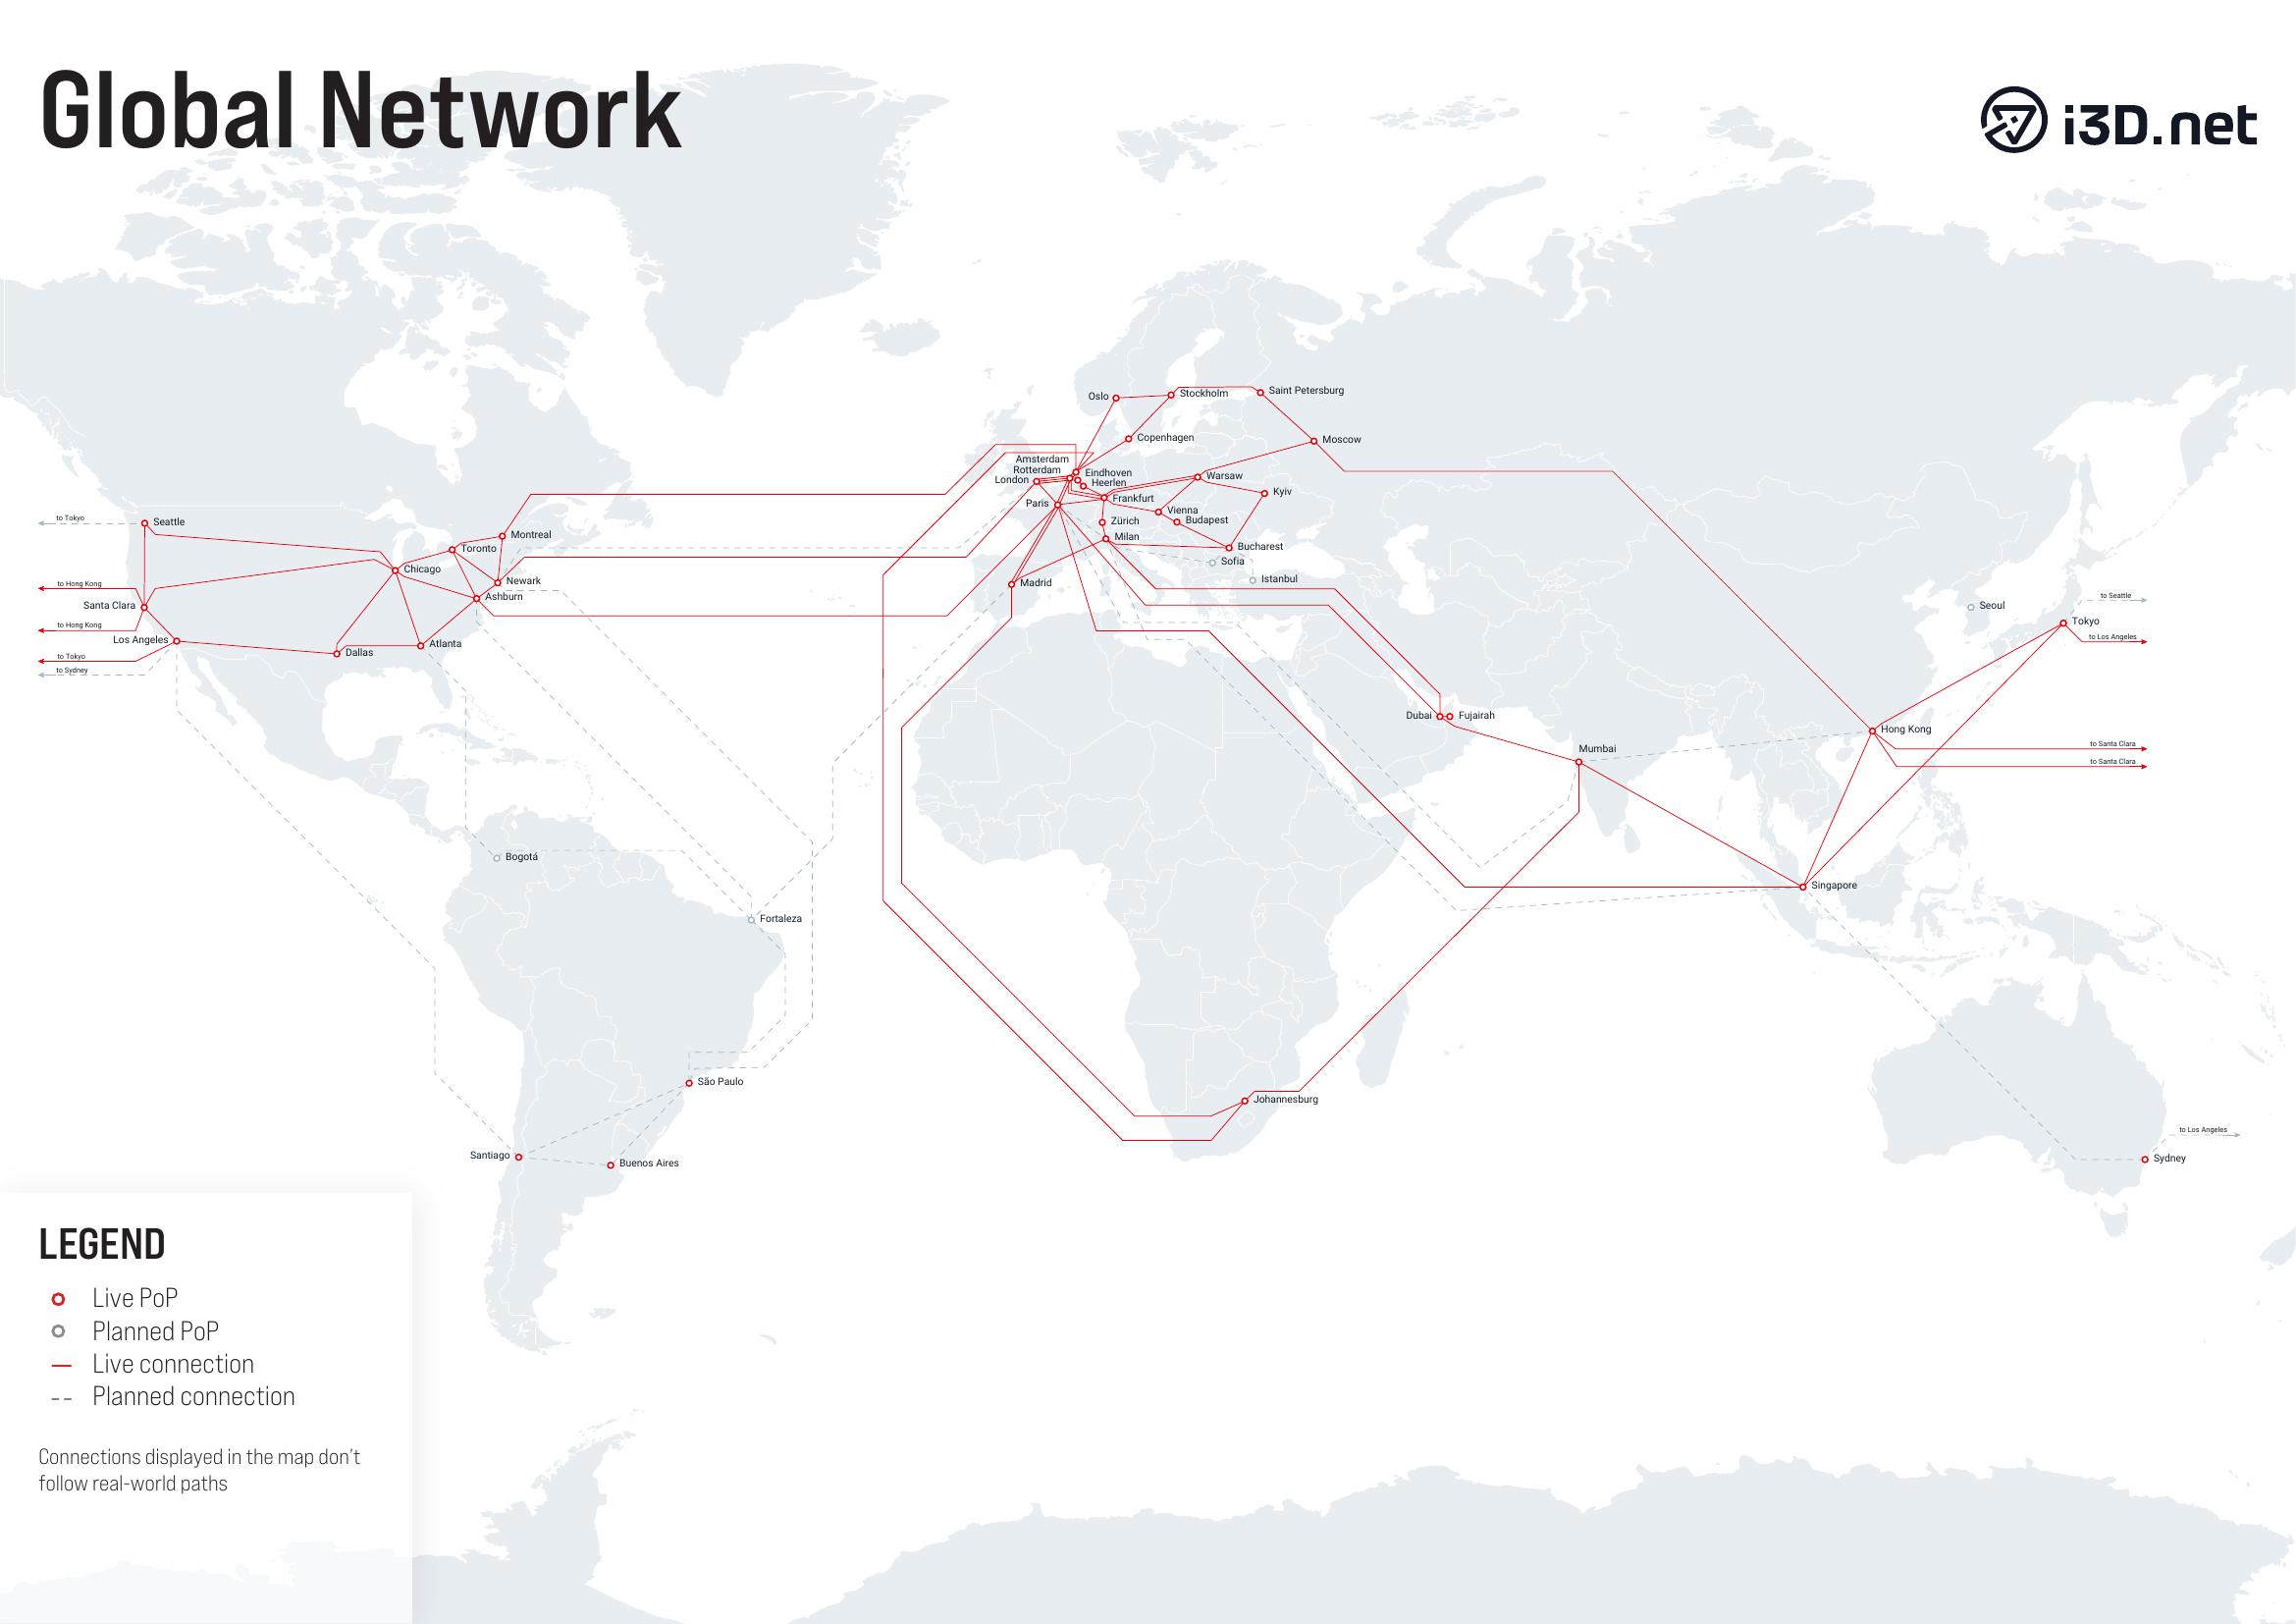 Global Network
i3D.net
Oslo
Stockholm
Saint Petersburg
Copenhagen
Moscow
Amsterdam
Rotterdam
London
Eindhoven
Heerlen
Warsaw
Frankfurt
Kyiv
Paris
Vienna
Zürich
Budapest
Milan
Bucharest
Sofia
Istanbul
Madrid
to Tokyo
Seattle
Montreal
Toronto
Chicago
Newark
Ashburn
to Hong Kong
Santa Clara
to Hong Kong
Los Angeles
to Tokyo
to Sydney
Dallas
Atlanta
Seoul
to Seattle
Tokyo
to Los Angeles
Dubai
Fujairah
Hong Kong
to Santa Clara
to Santa Clara
Mumbai
Bogotá
Singapore
Fortaleza
São Paulo
Johannesburg
Santiago
Buenos Aires
to Los Angeles
Sydney
LEGEND
Live PoP
Planned PoP
Live connection
Planned connection
Connections displayed in the map don't
follow real-world paths